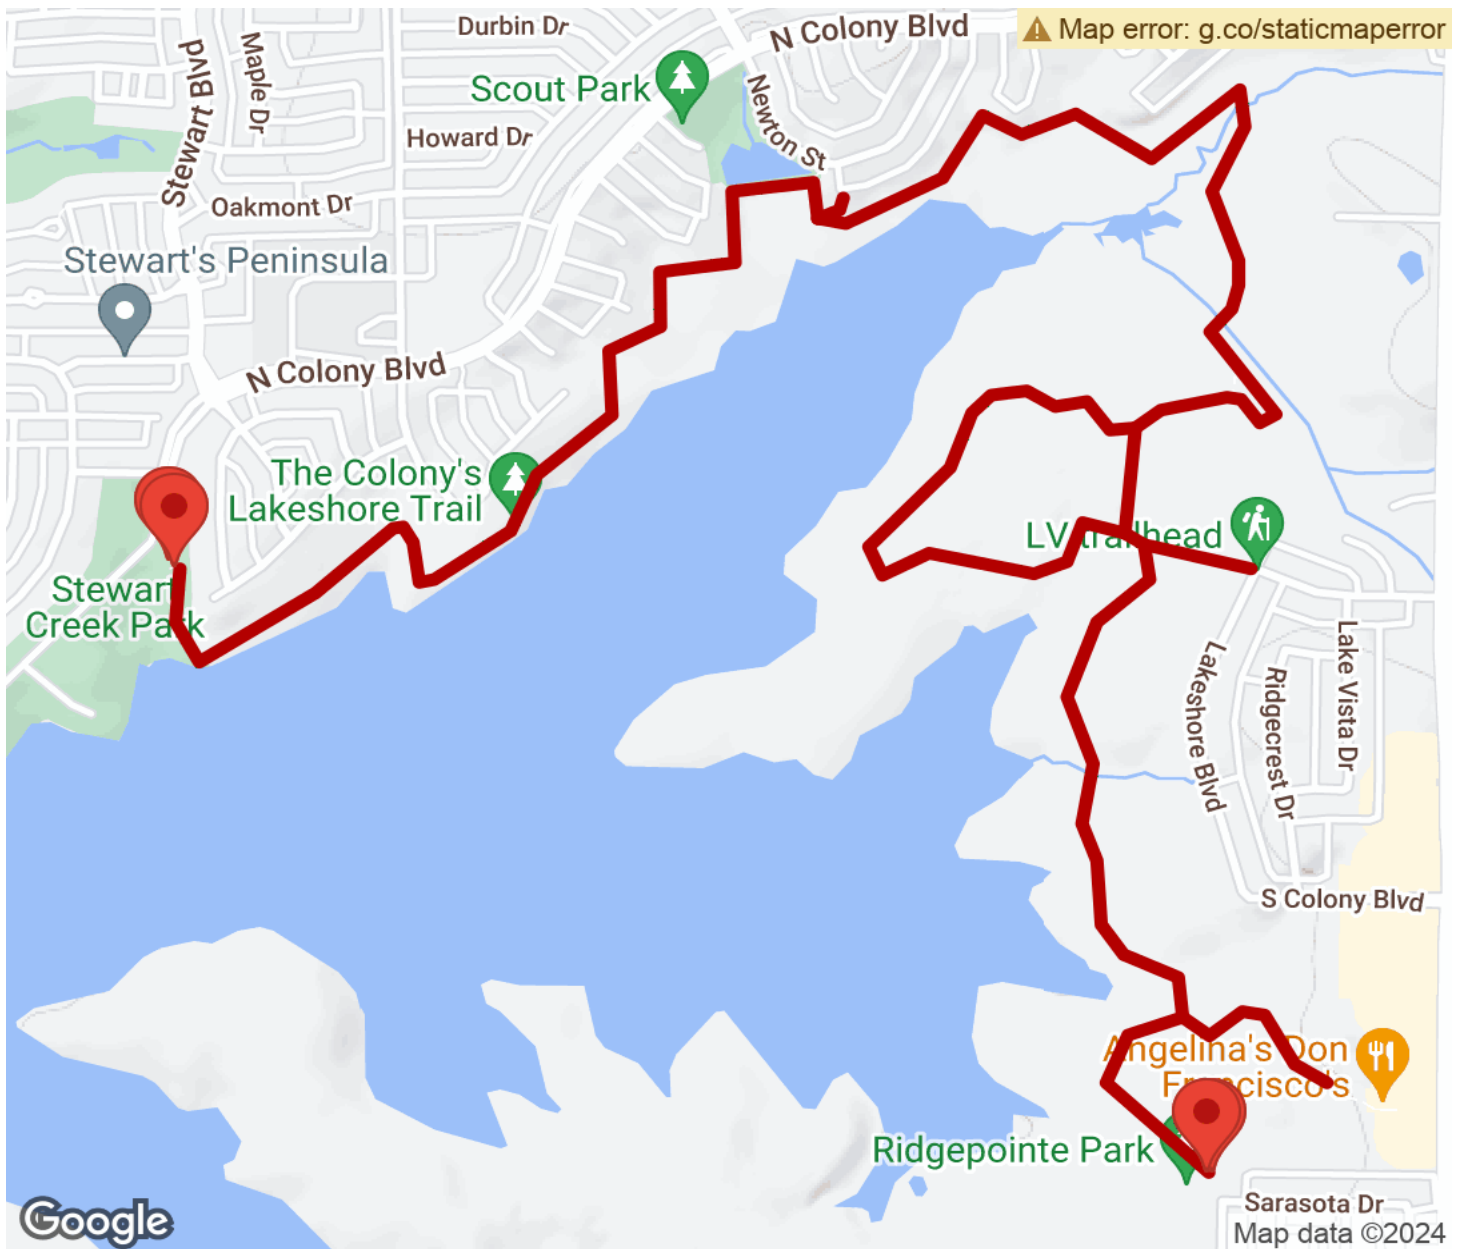 Durbin Dr
N Colony Blvd
Map error: g.co/staticmaperror
Stewart Blvd
Maple Dr
Scout Park
Newton St
Howard Dr
Oakmont Dr
Stewart's Peninsula
N Colony Blvd
The Colony's
Lakeshore Trail
LV trailhead
Stewart
Creek Park
Lakeshore Blvd
Ridgecrest Dr
Lake Vista Dr
S Colony Blvd
Angelina's Don
Francisco's
Ridgepointe Park
Sarasota Dr
Google
Map data ©2024